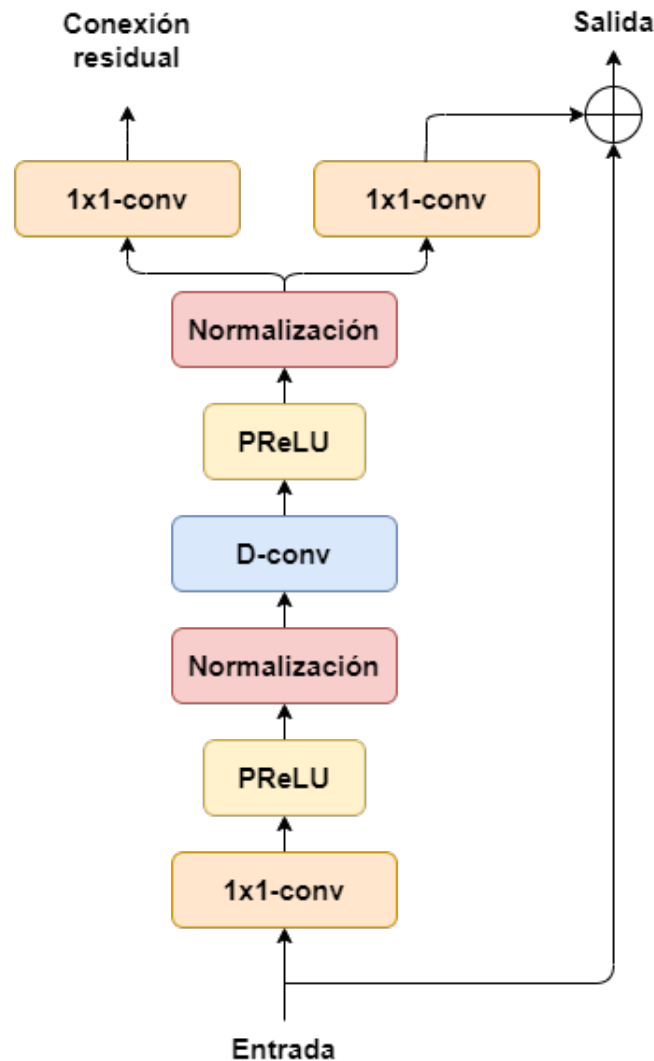 Conexión
residual
Salida
1x1-conv
1x1-conv
Normalización
PReLU
D-conv
Normalización
PReLU
1x1-conv
Entrada